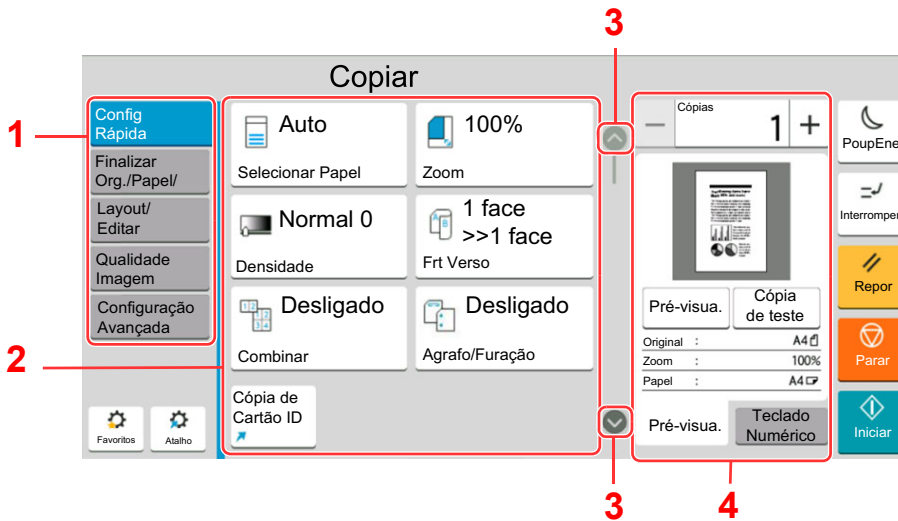 3
Copiar
1
Config
Rápida
Finalizar
Org./Papel/
Layout/
Editar
Qualidade
Imagem
Configuração
Avançada
Favoritos
Atalho
2
Auto
Selecionar Papel
100%
Zoom
Normal 0
Densidade
1 face
>>1 face
Frt Verso
Desligado
Combinar
Desligado
Agrafo/Furação
Cópia de
Cartão ID
3
Cópias
− 1 +
Pré-visua.
Cópia
de teste
Original : A4
Zoom : 100%
Papel : A4
Pré-visua.
Teclado
Numérico
4
PoupEne
Interromper
Repor
Parar
Iniciar